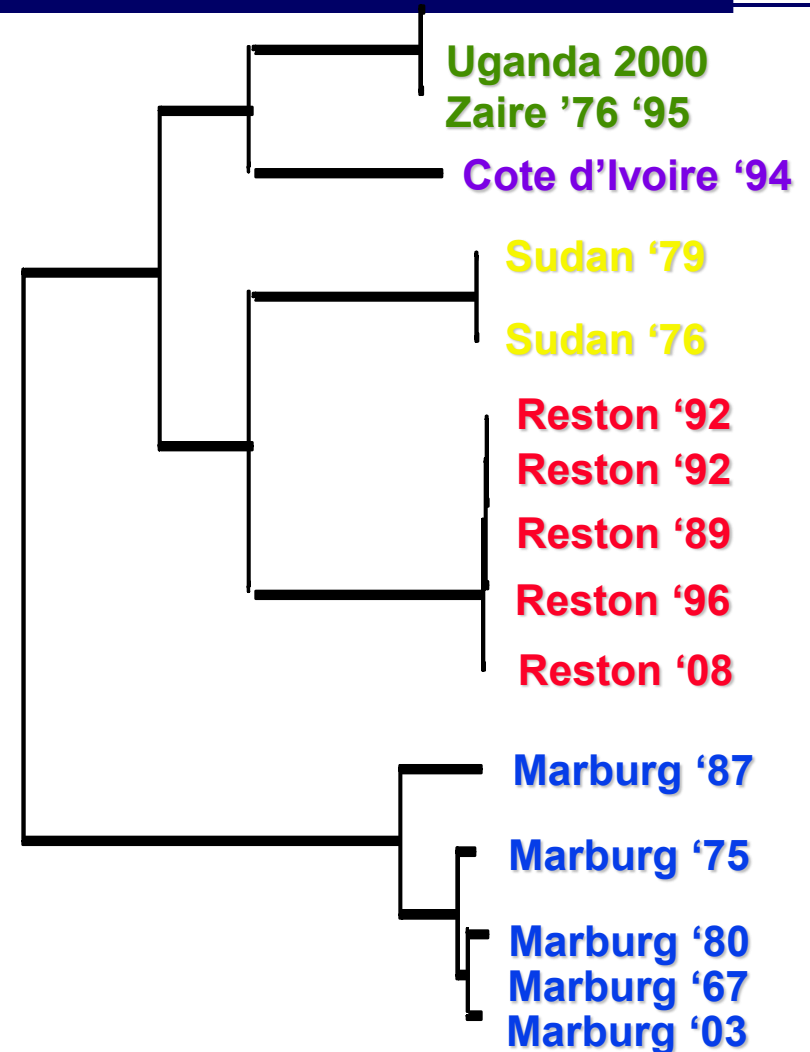 Uganda 2000
Zaire ’76 ‘95
Cote d’Ivoire ‘94
Sudan ‘79
Sudan ‘76
Reston ‘92
Reston ‘92
Reston ‘89
Reston ‘96
Reston ‘08
Marburg ‘87
Marburg ‘75
Marburg ‘80
Marburg ‘67
Marburg ‘03